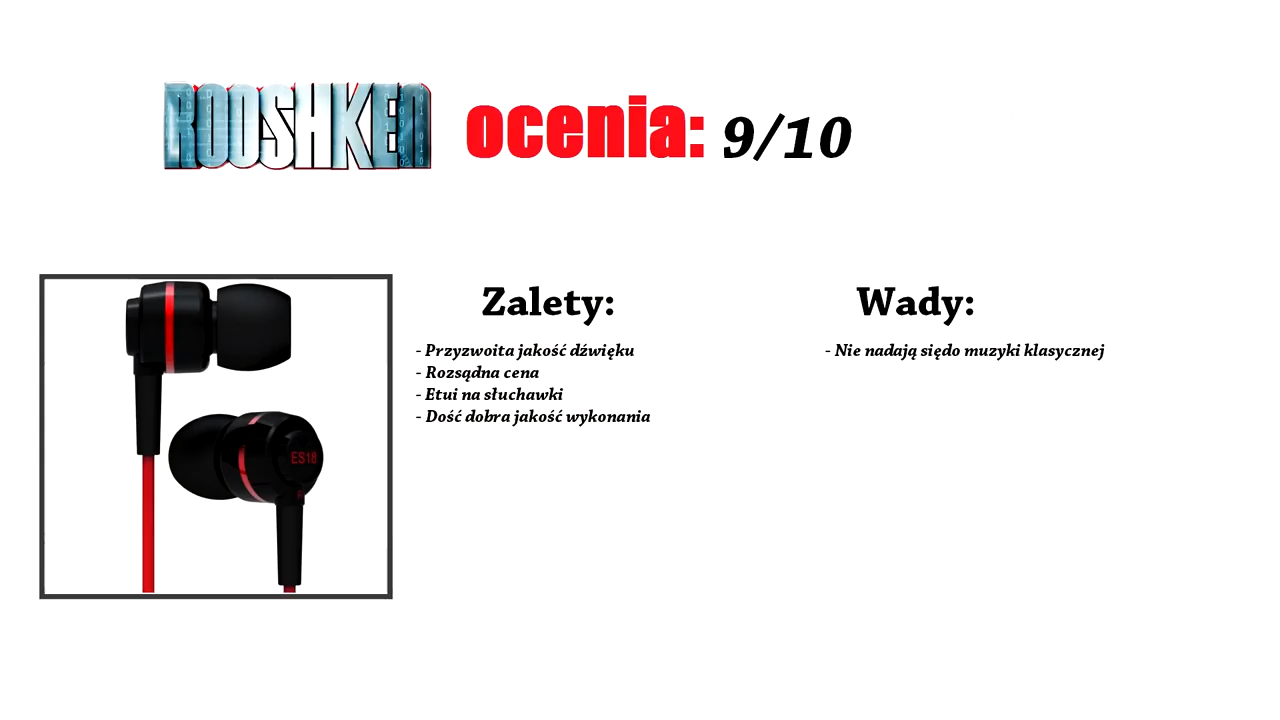 ROOSHKEN ocenia: 9/10
Zalety:
- Przyzwoita jakość dźwięku
- Rozsądna cena
- Etui na słuchawki
- Dość dobra jakość wykonania
Wady:
- Nie nadają siędo muzyki klasycznej
ES18
R